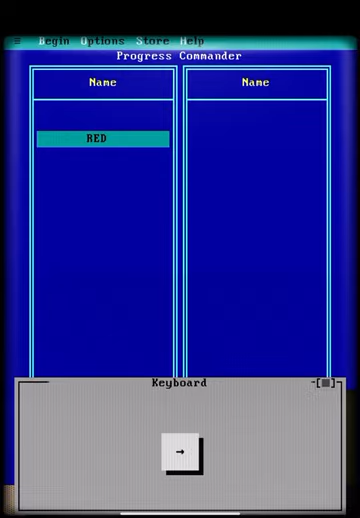 ≡ Begin Options Store Help
Progress Commander
Name Name
RED
Keyboard
→